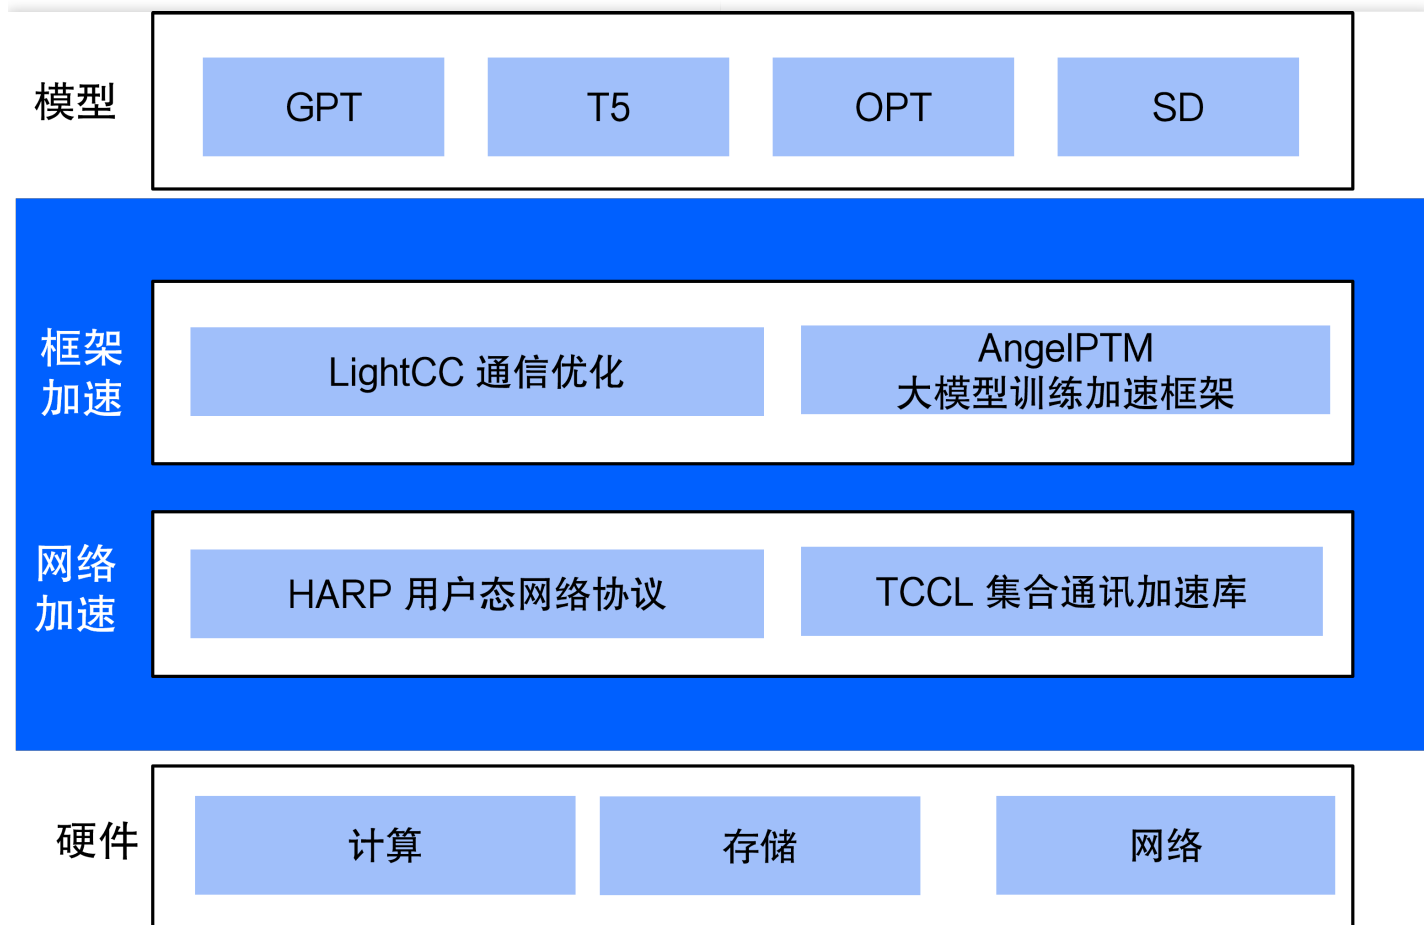 模型
GPT
T5
OPT
SD
框架
加速
LightCC 通信优化
AngelPTM
大模型训练加速框架
网络
加速
HARP 用户态网络协议
TCCL 集合通讯加速库
硬件
计算
存储
网络